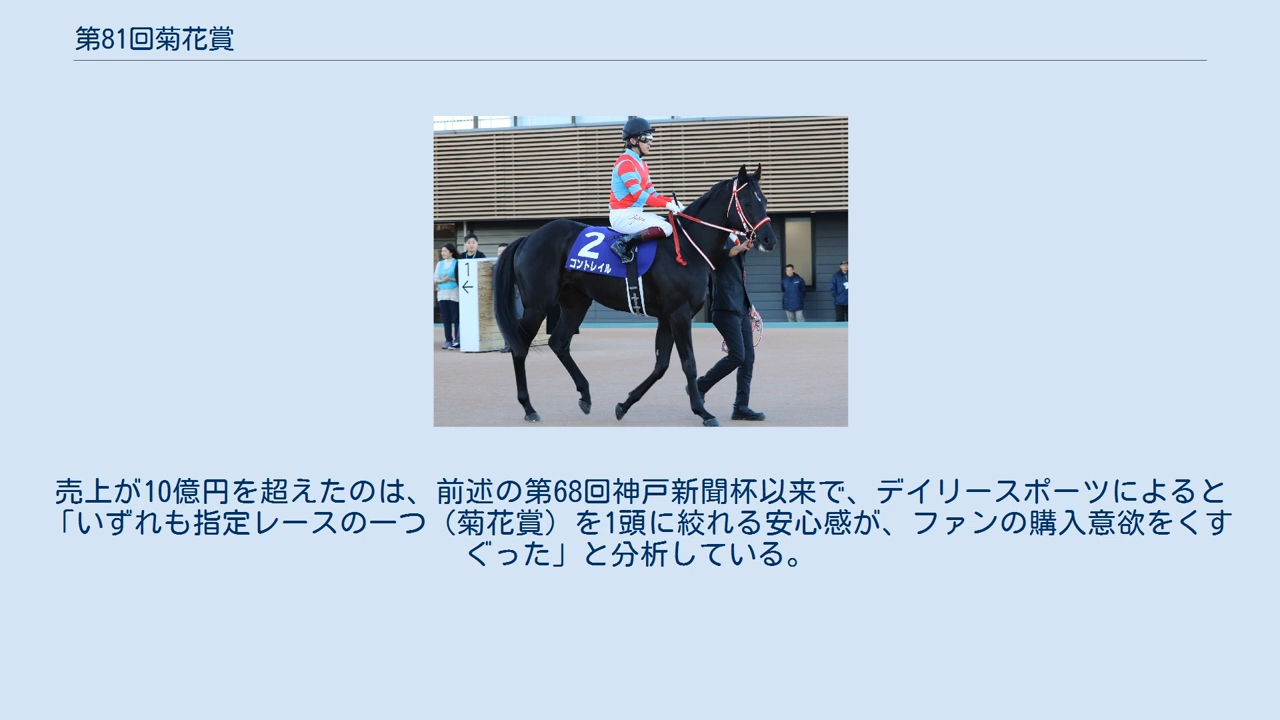 第81回菊花賞
1
←
2
コントレイル
売上が10億円を超えたのは、前述の第68回神戸新聞杯以来で、デイリースポーツによると
「いずれも指定レースの一つ（菊花賞）を1頭に絞れる安心感が、ファンの購入意欲をくす
ぐった」と分析している。